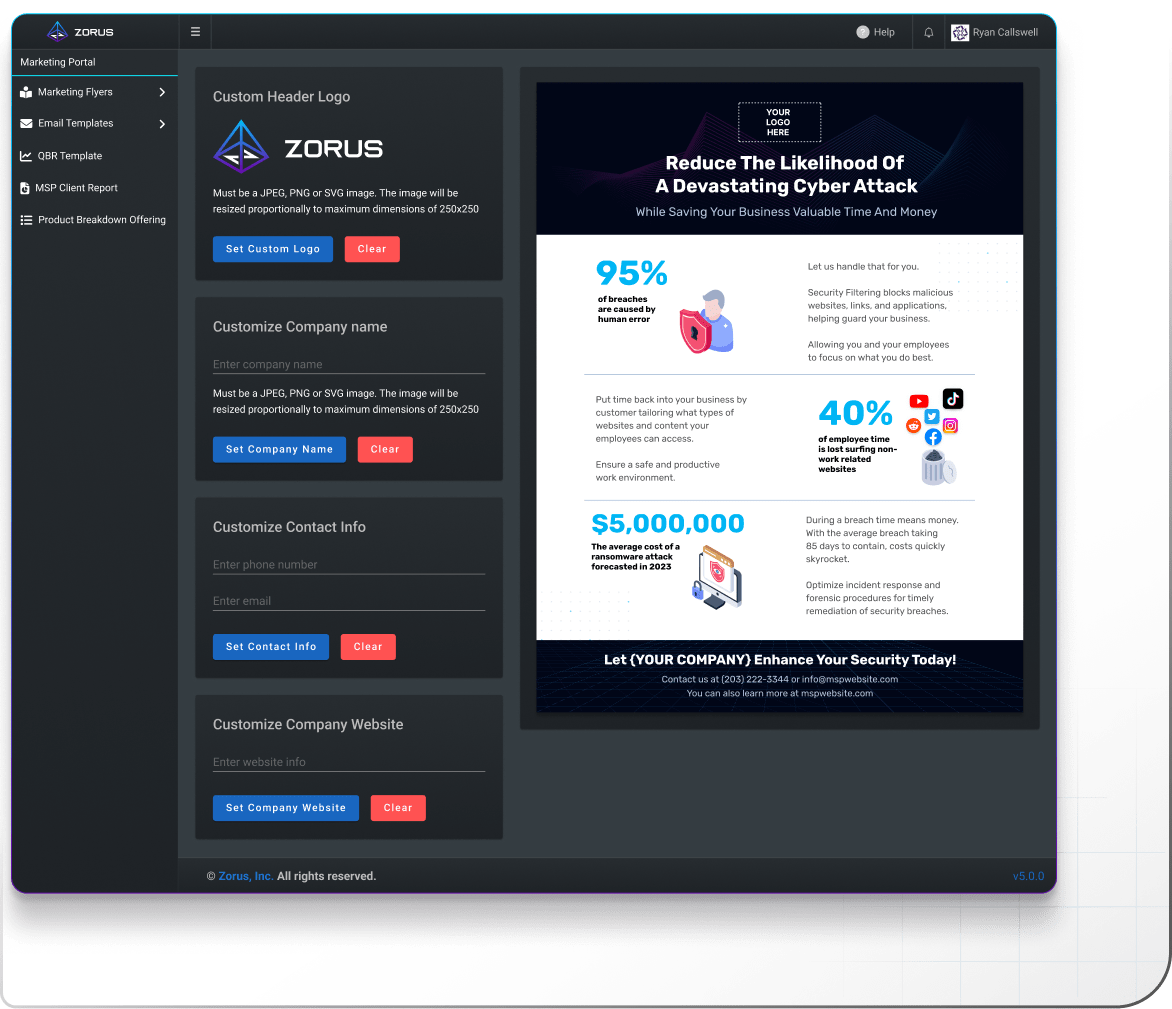 ZORUS
Help
Ryan Callswell
Marketing Portal
Marketing Flyers
Email Templates
QBR Template
MSP Client Report
Product Breakdown Offering
Custom Header Logo
ZORUS
Must be a JPEG, PNG or SVG image. The image will be
resized proportionally to maximum dimensions of 250x250
Set Custom Logo
Clear
Customize Company name
Enter company name
Must be a JPEG, PNG or SVG image. The image will be
resized proportionally to maximum dimensions of 250x250
Set Company Name
Clear
Customize Contact Info
Enter phone number
Enter email
Set Contact Info
Clear
Customize Company Website
Enter website info
Set Company Website
Clear
YOUR
LOGO
HERE
Reduce The Likelihood Of
A Devastating Cyber Attack
While Saving Your Business Valuable Time And Money
95%
of breaches
are caused by
human error
Let us handle that for you.
Security Filtering blocks malicious
websites, links, and applications,
helping guard your business.
Allowing you and your employees
to focus on what you do best.
Put time back into your business by
customer tailoring what types of
websites and content your
employees can access.
Ensure a safe and productive
work environment.
40%
of employee time
is lost surfing non-
work related
websites
$5,000,000
The average cost of a
ransomware attack
forecasted in 2023
During a breach time means money.
With the average breach taking
85 days to contain, costs quickly
skyrocket.
Optimize incident response and
forensic procedures for timely
remediation of security breaches.
Let {YOUR COMPANY} Enhance Your Security Today!
Contact us at (203) 222-3344 or info@mspwebsite.com
You can also learn more at mspwebsite.com
© Zorus, Inc. All rights reserved.
v5.0.0